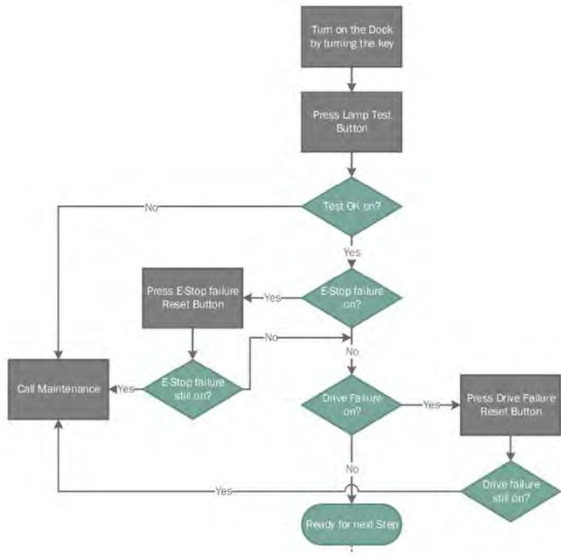 Turn on the Dock
by turning the key
Press Lamp Test
Button
Test OK on?
No
Yes
Press E-Stop failure
Reset Button
Yes
E-Stop failure
on?
No
No
Call Maintenance
Yes
E-Stop failure
still on?
Drive Failure
on?
Yes
Press Drive Failure
Reset Button
No
Yes
Drive failure
still on?
Ready for next Step